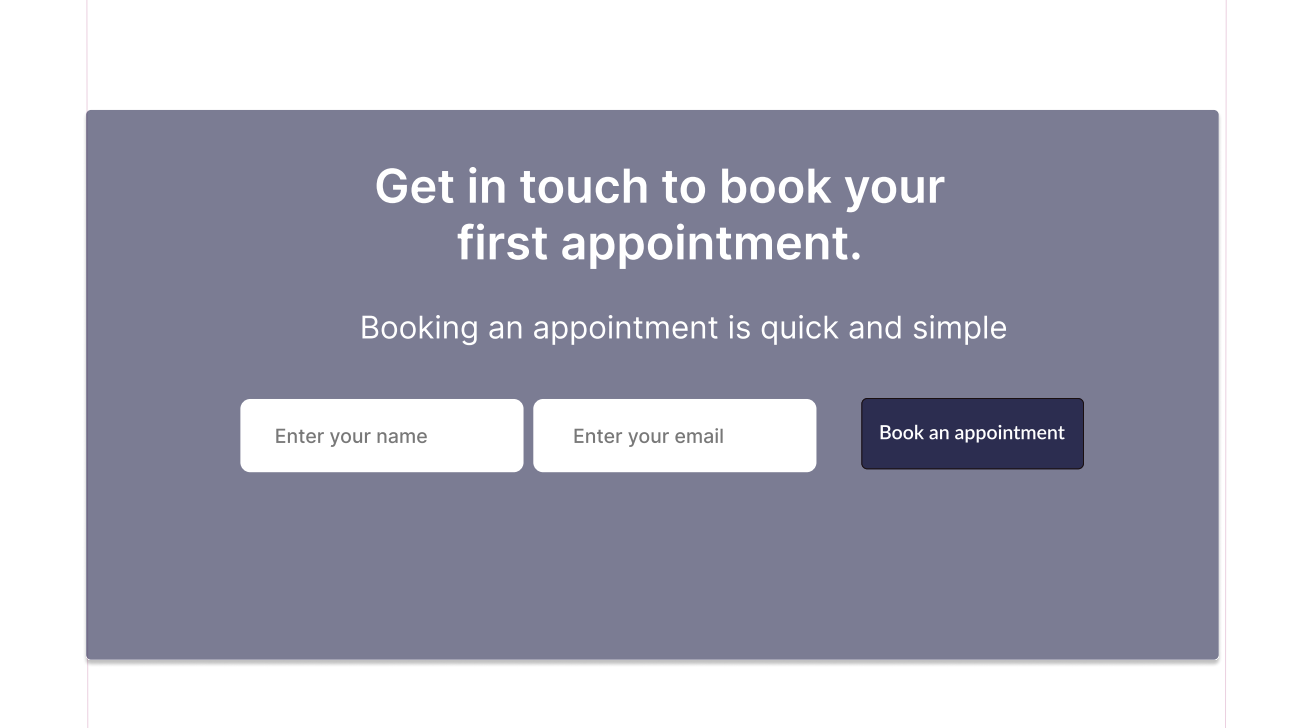 Get in touch to book your
first appointment.
Booking an appointment is quick and simple
Enter your name
Enter your email
Book an appointment